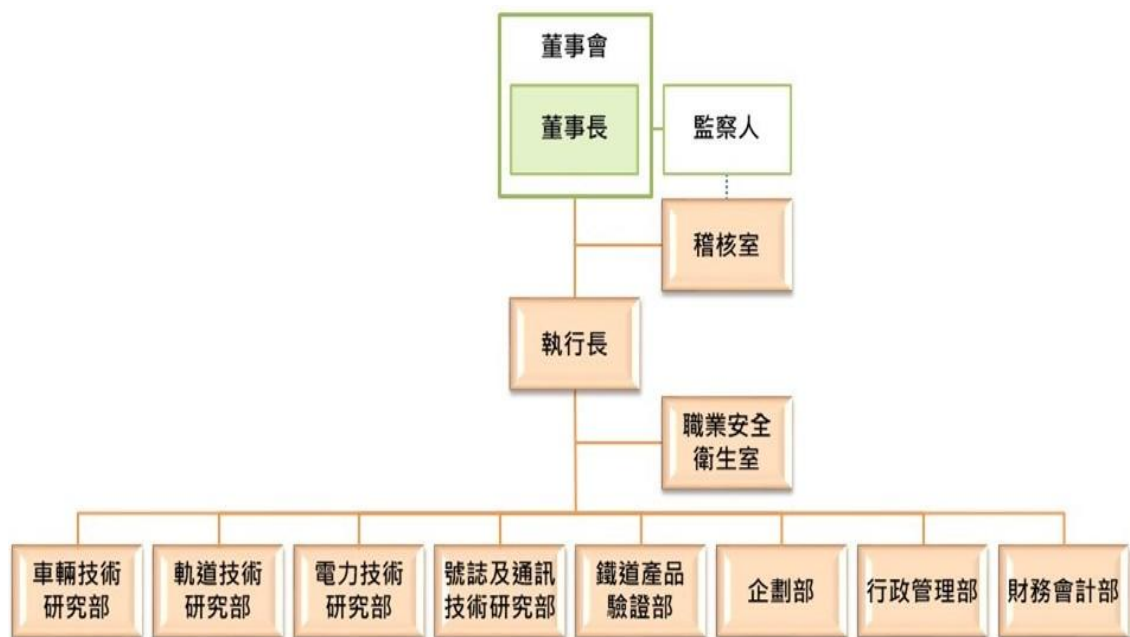 董事會
董事長
監察人
稽核室
執行長
職業安全
衛生室
車輛技術
研究部
軌道技術
研究部
電力技術
研究部
號誌及通訊
技術研究部
鐵道產品
驗證部
企劃部
行政管理部
財務會計部